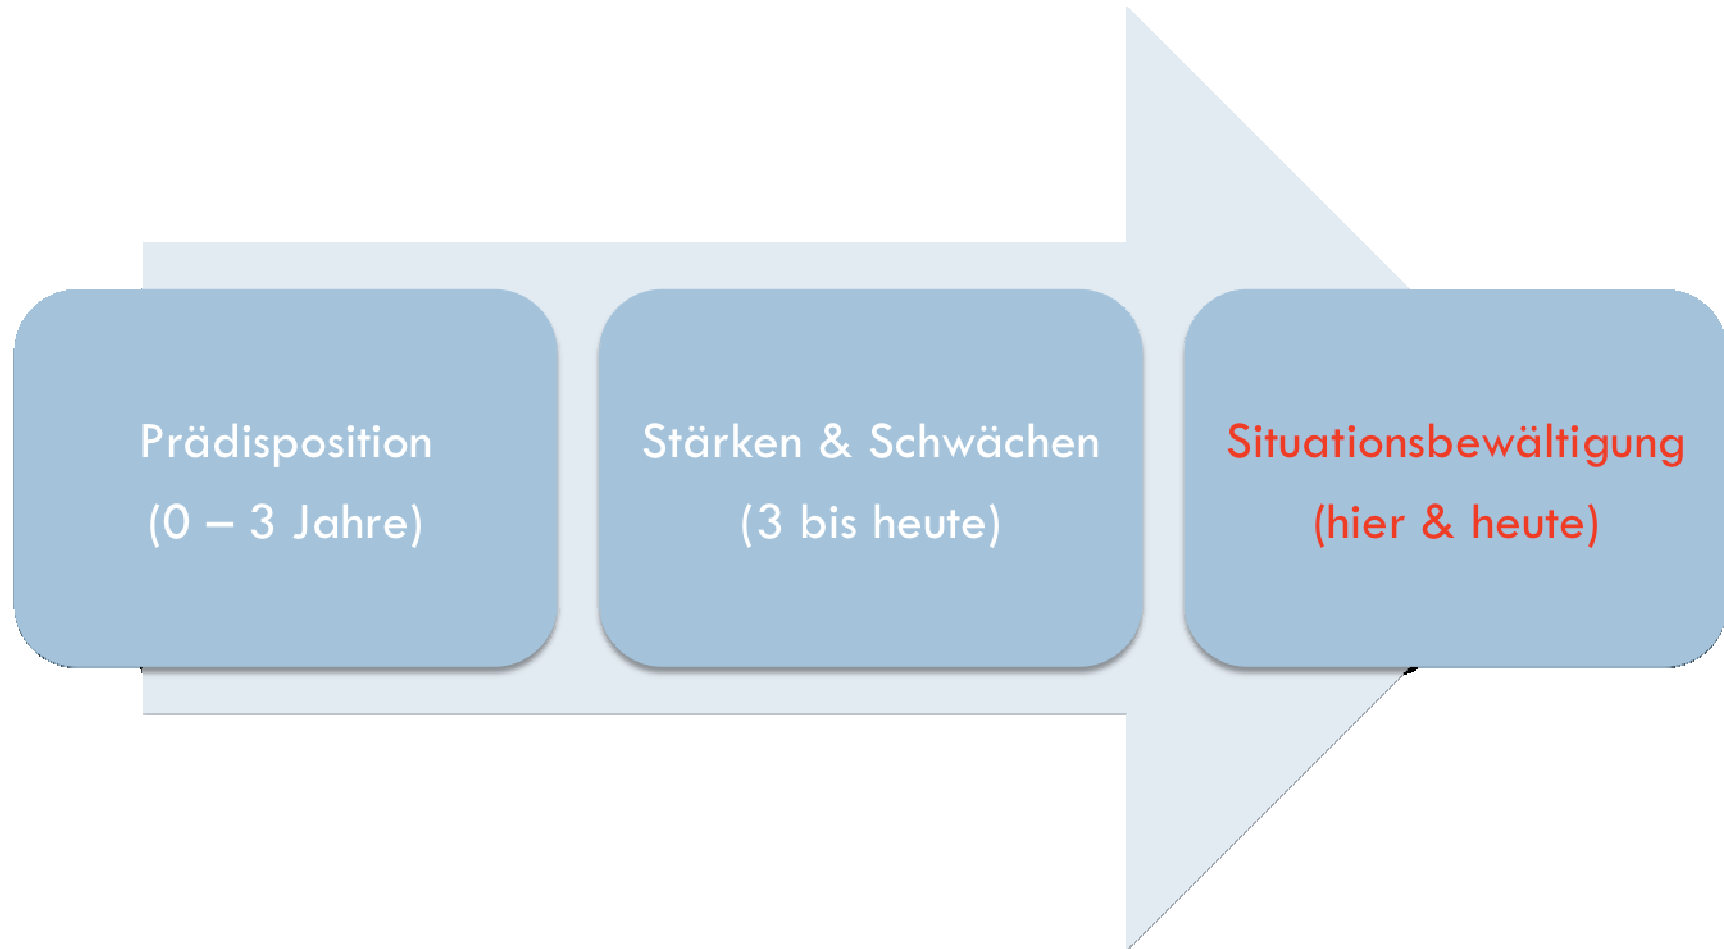 Prädisposition
(0 – 3 Jahre)
Stärken & Schwächen
(3 bis heute)
Situationsbewältigung
(hier & heute)